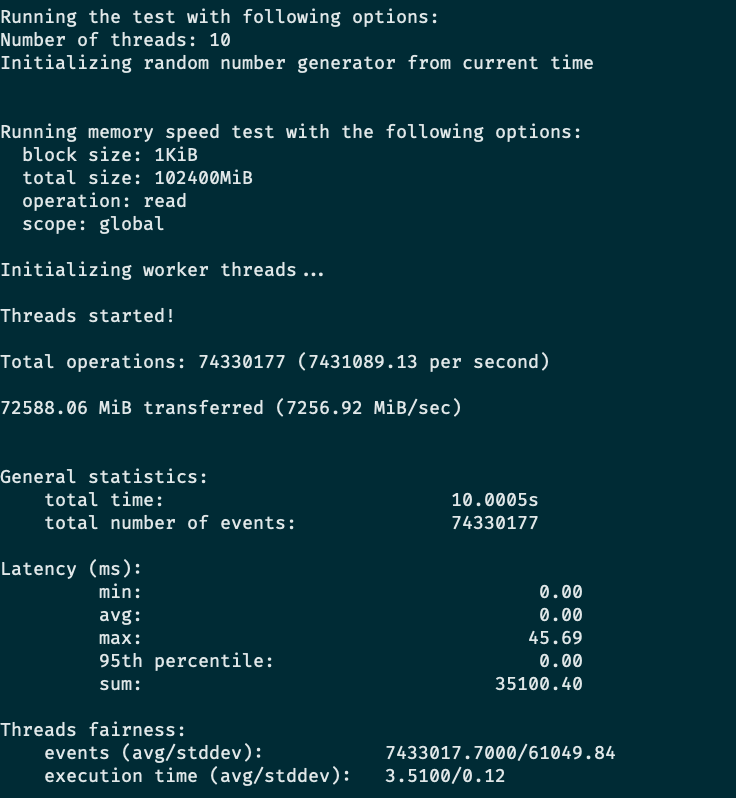 Running the test with following options:
Number of threads: 10
Initializing random number generator from current time
Running memory speed test with the following options:
block size: 1KiB
total size: 102400MiB
operation: read
scope: global
Initializing worker threads...
Threads started!
Total operations: 74330177 (7431089.13 per second)
72588.06 MiB transferred (7256.92 MiB/sec)
General statistics:
total time: 10.0005s
total number of events: 74330177
Latency (ms):
min: 0.00
avg: 0.00
max: 45.69
95th percentile: 0.00
sum: 35100.40
Threads fairness:
events (avg/stddev): 7433017.7000/61049.84
execution time (avg/stddev): 3.5100/0.12